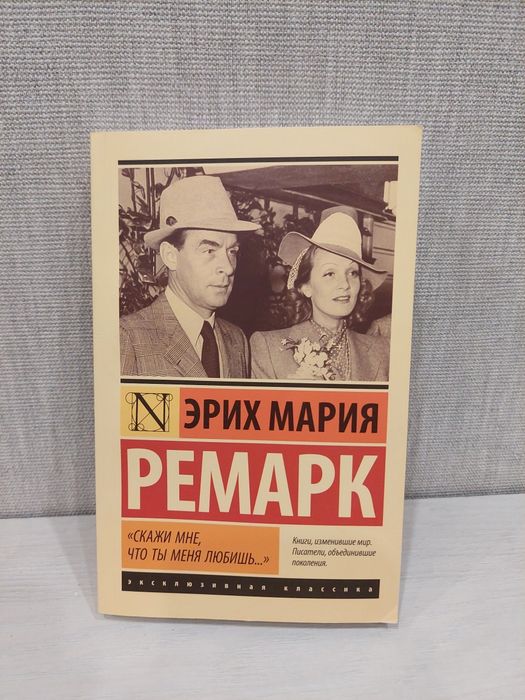 N
ЭРИХ МАРИЯ
РЕМАРК
«СКАЖИ МНЕ,
ЧТО ТЫ МЕНЯ ЛЮБИШЬ...»
Книги, изменившие мир.
Писатели, объединившие
поколения.
эксклюзивная классика